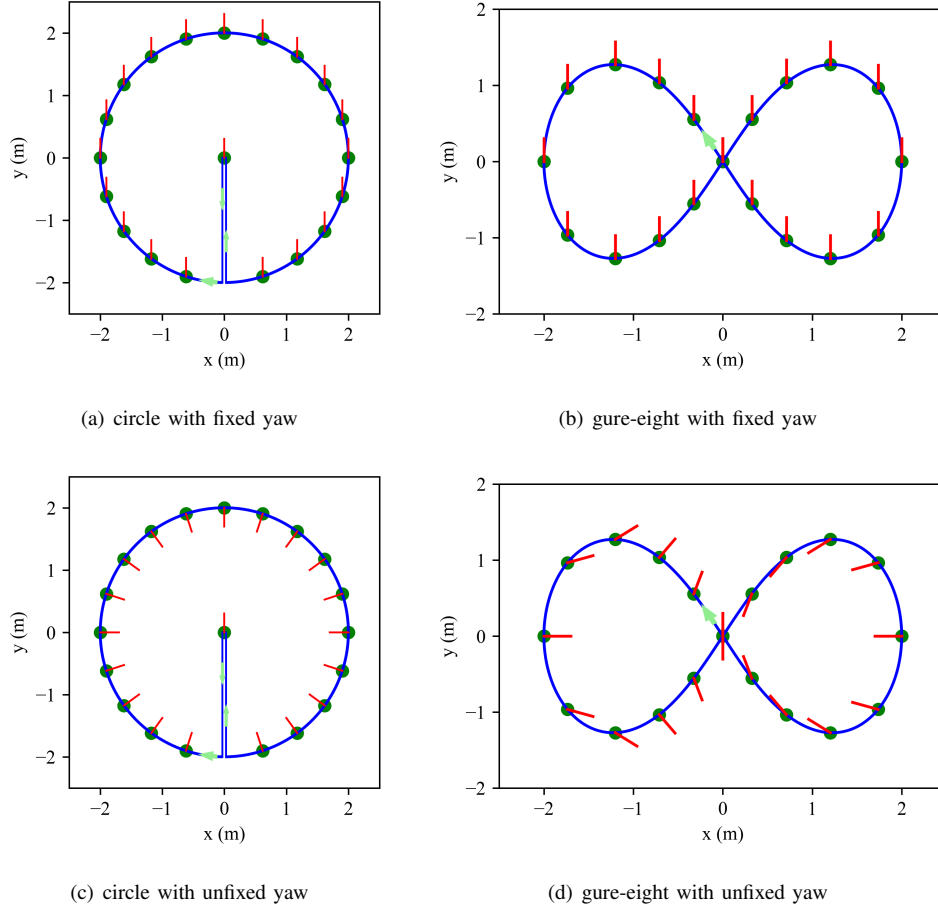 2
1
0
−1
−2
y (m)
−2 −1 0 1 2
x (m)
(a) circle with fixed yaw
2
1
0
−1
−2
y (m)
−2 −1 0 1 2
x (m)
(b) gure-eight with fixed yaw
2
1
0
−1
−2
y (m)
−2 −1 0 1 2
x (m)
(c) circle with unfixed yaw
2
1
0
−1
−2
y (m)
−2 −1 0 1 2
x (m)
(d) gure-eight with unfixed yaw